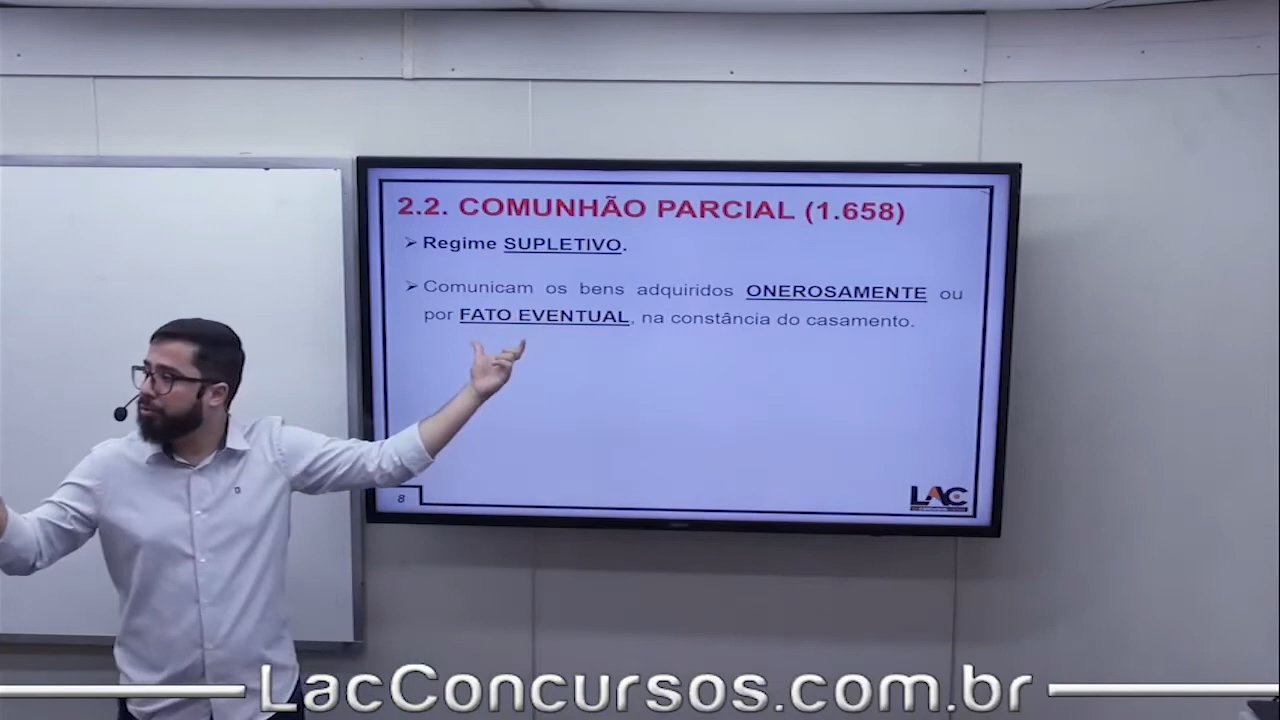 2.2. COMUNHÃO PARCIAL (1.658)
➢ Regime SUPLETIVO.
➢ Comunicam os bens adquiridos ONEROSAMENTE ou
por FATO EVENTUAL, na constância do casamento.
8
LAC
LacConcursos.com.br